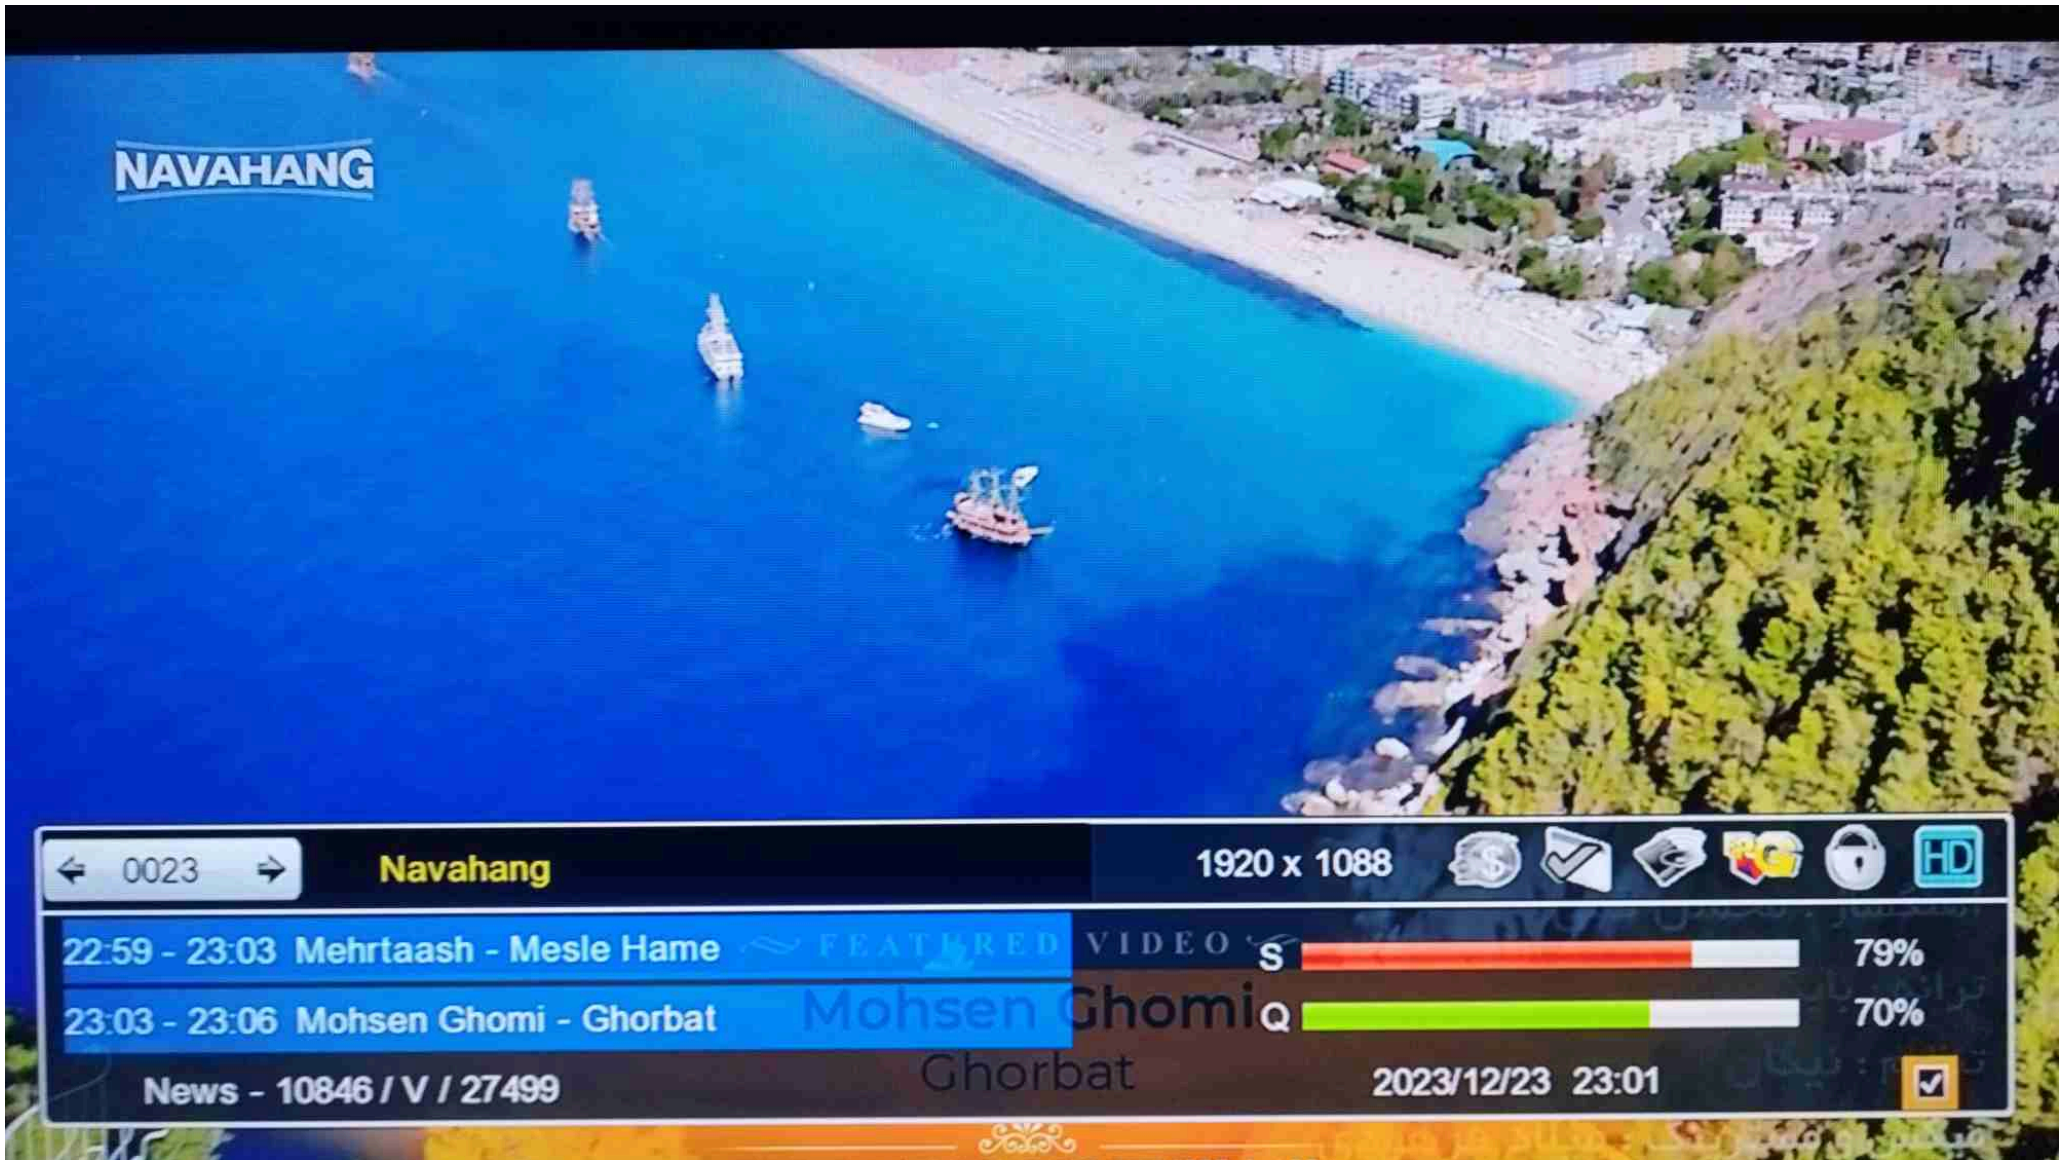 NAVAHANG
0023
Navahang
1920 x 1088
HD
22:59 - 23:03 Mehrtaash - Mesle Hame
FEATURED VIDEO
S
79%
23:03 - 23:06 Mohsen Ghomi - Ghorbat
Mohsen Ghomi
Q
70%
Ghorbat
News - 10846 / V / 27499
2023/12/23 23:01